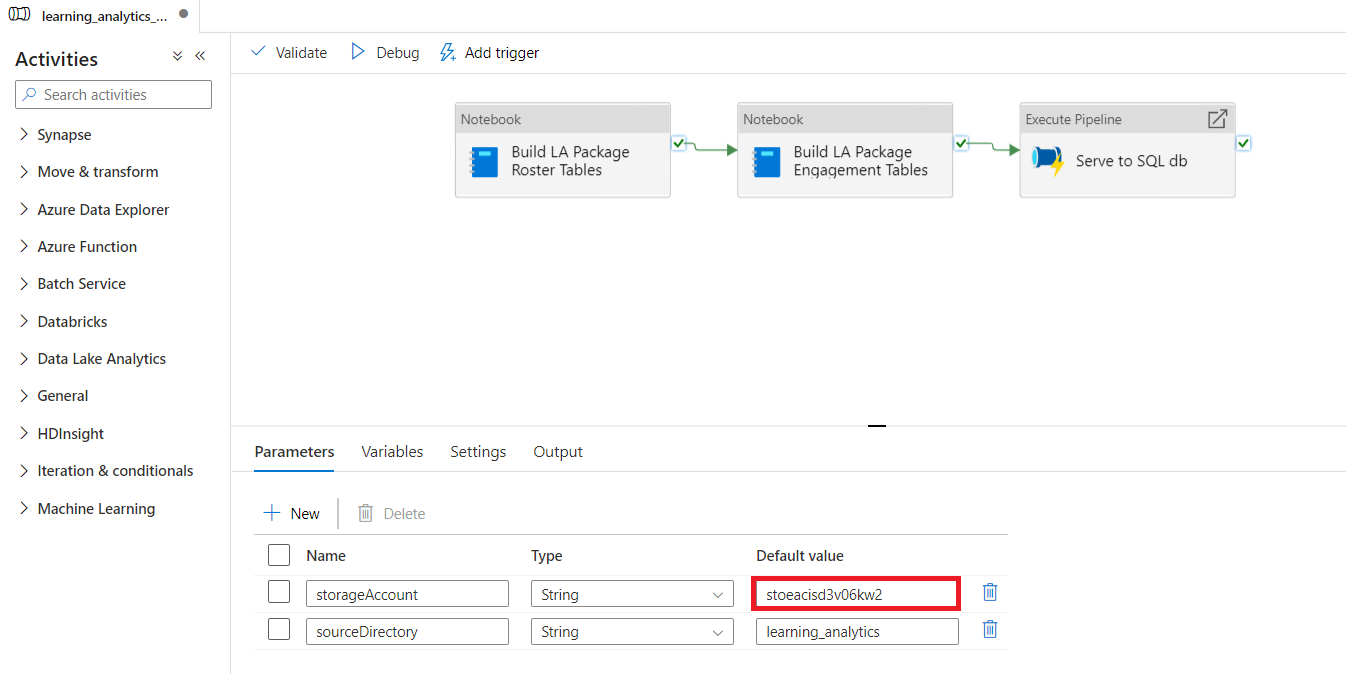 learning_analytics_...
Activities
Search activities
Synapse
Move & transform
Azure Data Explorer
Azure Function
Batch Service
Databricks
Data Lake Analytics
General
HDInsight
Iteration & conditionals
Machine Learning
Validate Debug Add trigger
Notebook
Build LA Package
Roster Tables
Notebook
Build LA Package
Engagement Tables
Execute Pipeline
Serve to SQL db
Parameters Variables Settings Output
New Delete
Name Type Default value
storageAccount String stoeacisd3v06kw2
sourceDirectory String learning_analytics